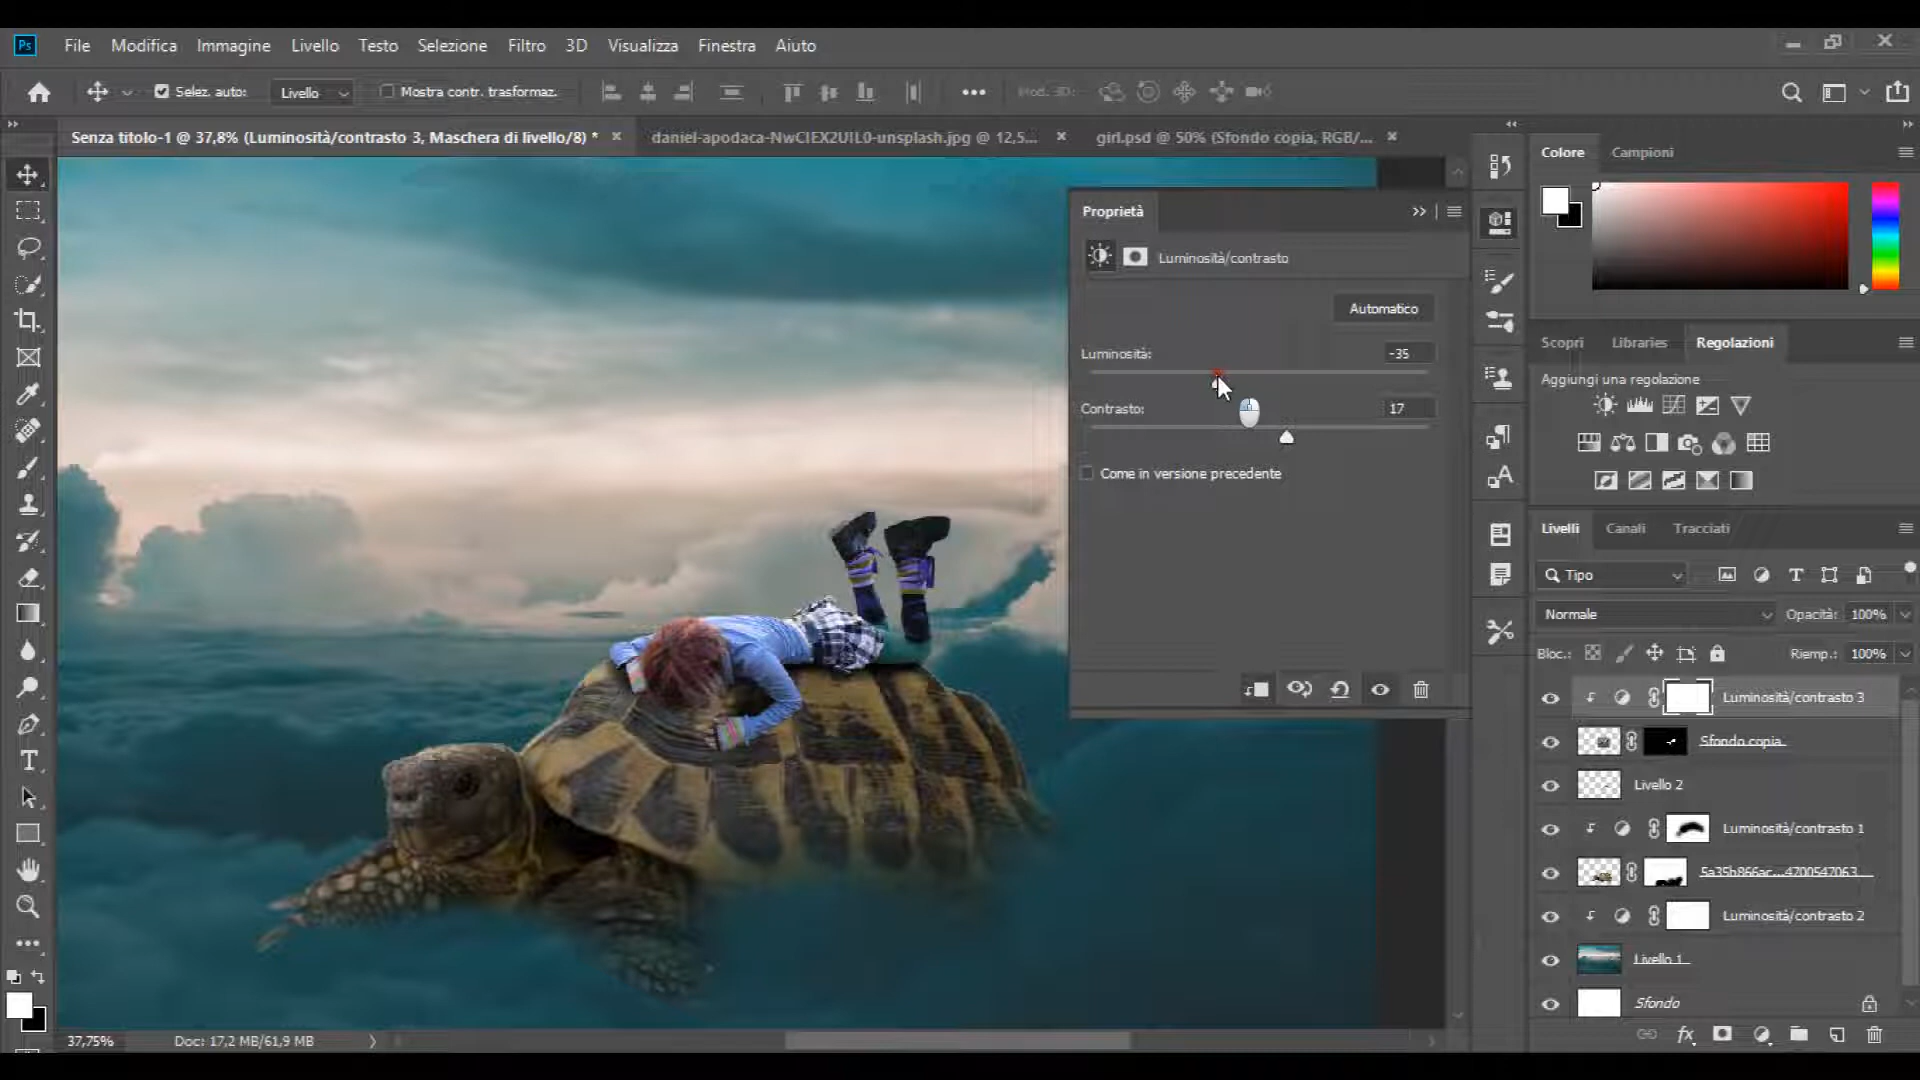 Ps File Modifica Immagine Livello Testo Selezione Filtro 3D Visualizza Finestra Aiuto
Selez. auto: Livello Mostra contr. trasformaz. Mod. 3D:
Senza titolo-1 @ 37,8% (Luminosità/contrasto 3, Maschera di livello/8) * daniel-apodaca-NwCIEX2UIL0-unsplash.jpg @ 12,5... girl.psd @ 50% (Sfondo copia, RGB/...
Colore Campioni
Proprietà
Luminosità/contrasto
Automatico
Luminosità: -35
Contrasto: 17
Come in versione precedente
Scopri Libraries Regolazioni
Aggiungi una regolazione
Livelli Canali Tracciati
Tipo
Normale Opacità: 100%
Bloc.: Riemp.: 100%
Luminosità/contrasto 3
Sfondo copia
Livello 2
Luminosità/contrasto 1
5a35b866ac...4700547063...
Luminosità/contrasto 2
Livello 1
Sfondo
fx
37,75% Doc: 17,2 MB/61,9 MB